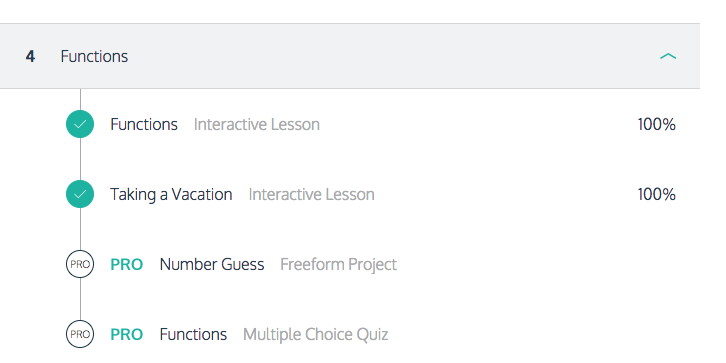 4 Functions
Functions Interactive Lesson 100%
Taking a Vacation Interactive Lesson 100%
PRO PRO Number Guess Freeform Project
PRO PRO Functions Multiple Choice Quiz